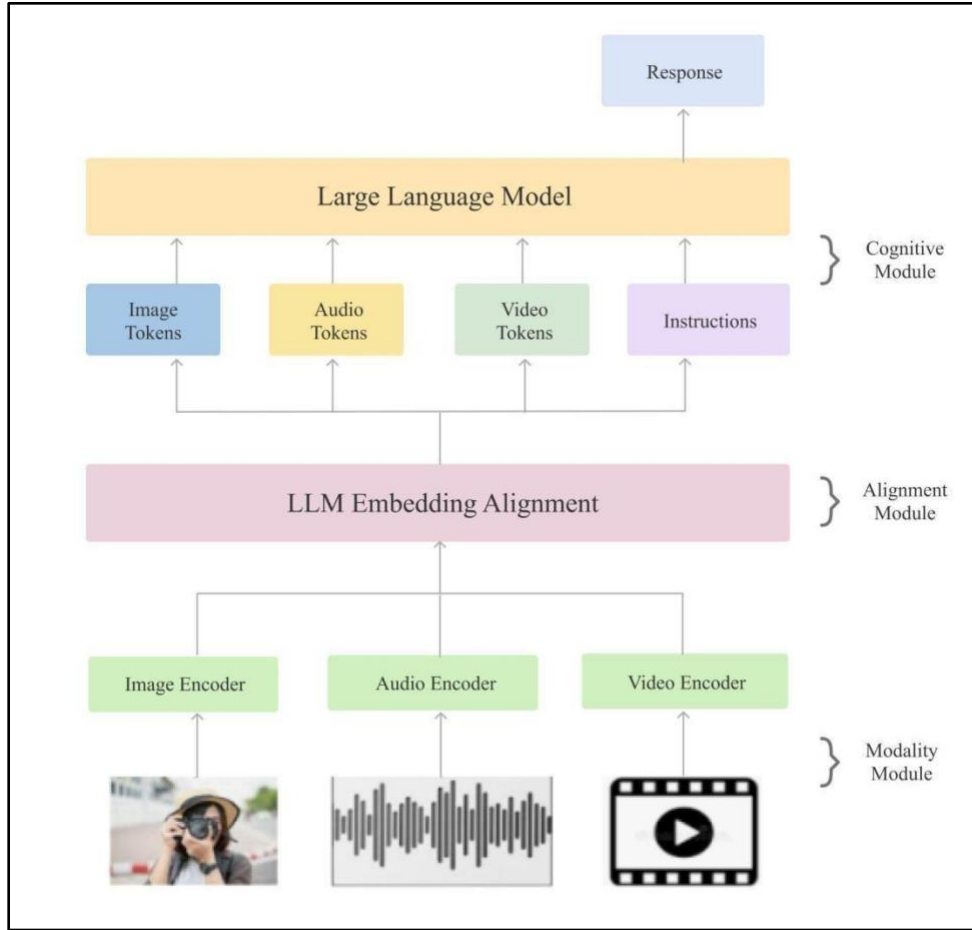 Response
Large Language Model
Cognitive
Module
Image
Tokens
Audio
Tokens
Video
Tokens
Instructions
LLM Embedding Alignment
Alignment
Module
Image Encoder
Audio Encoder
Video Encoder
Modality
Module